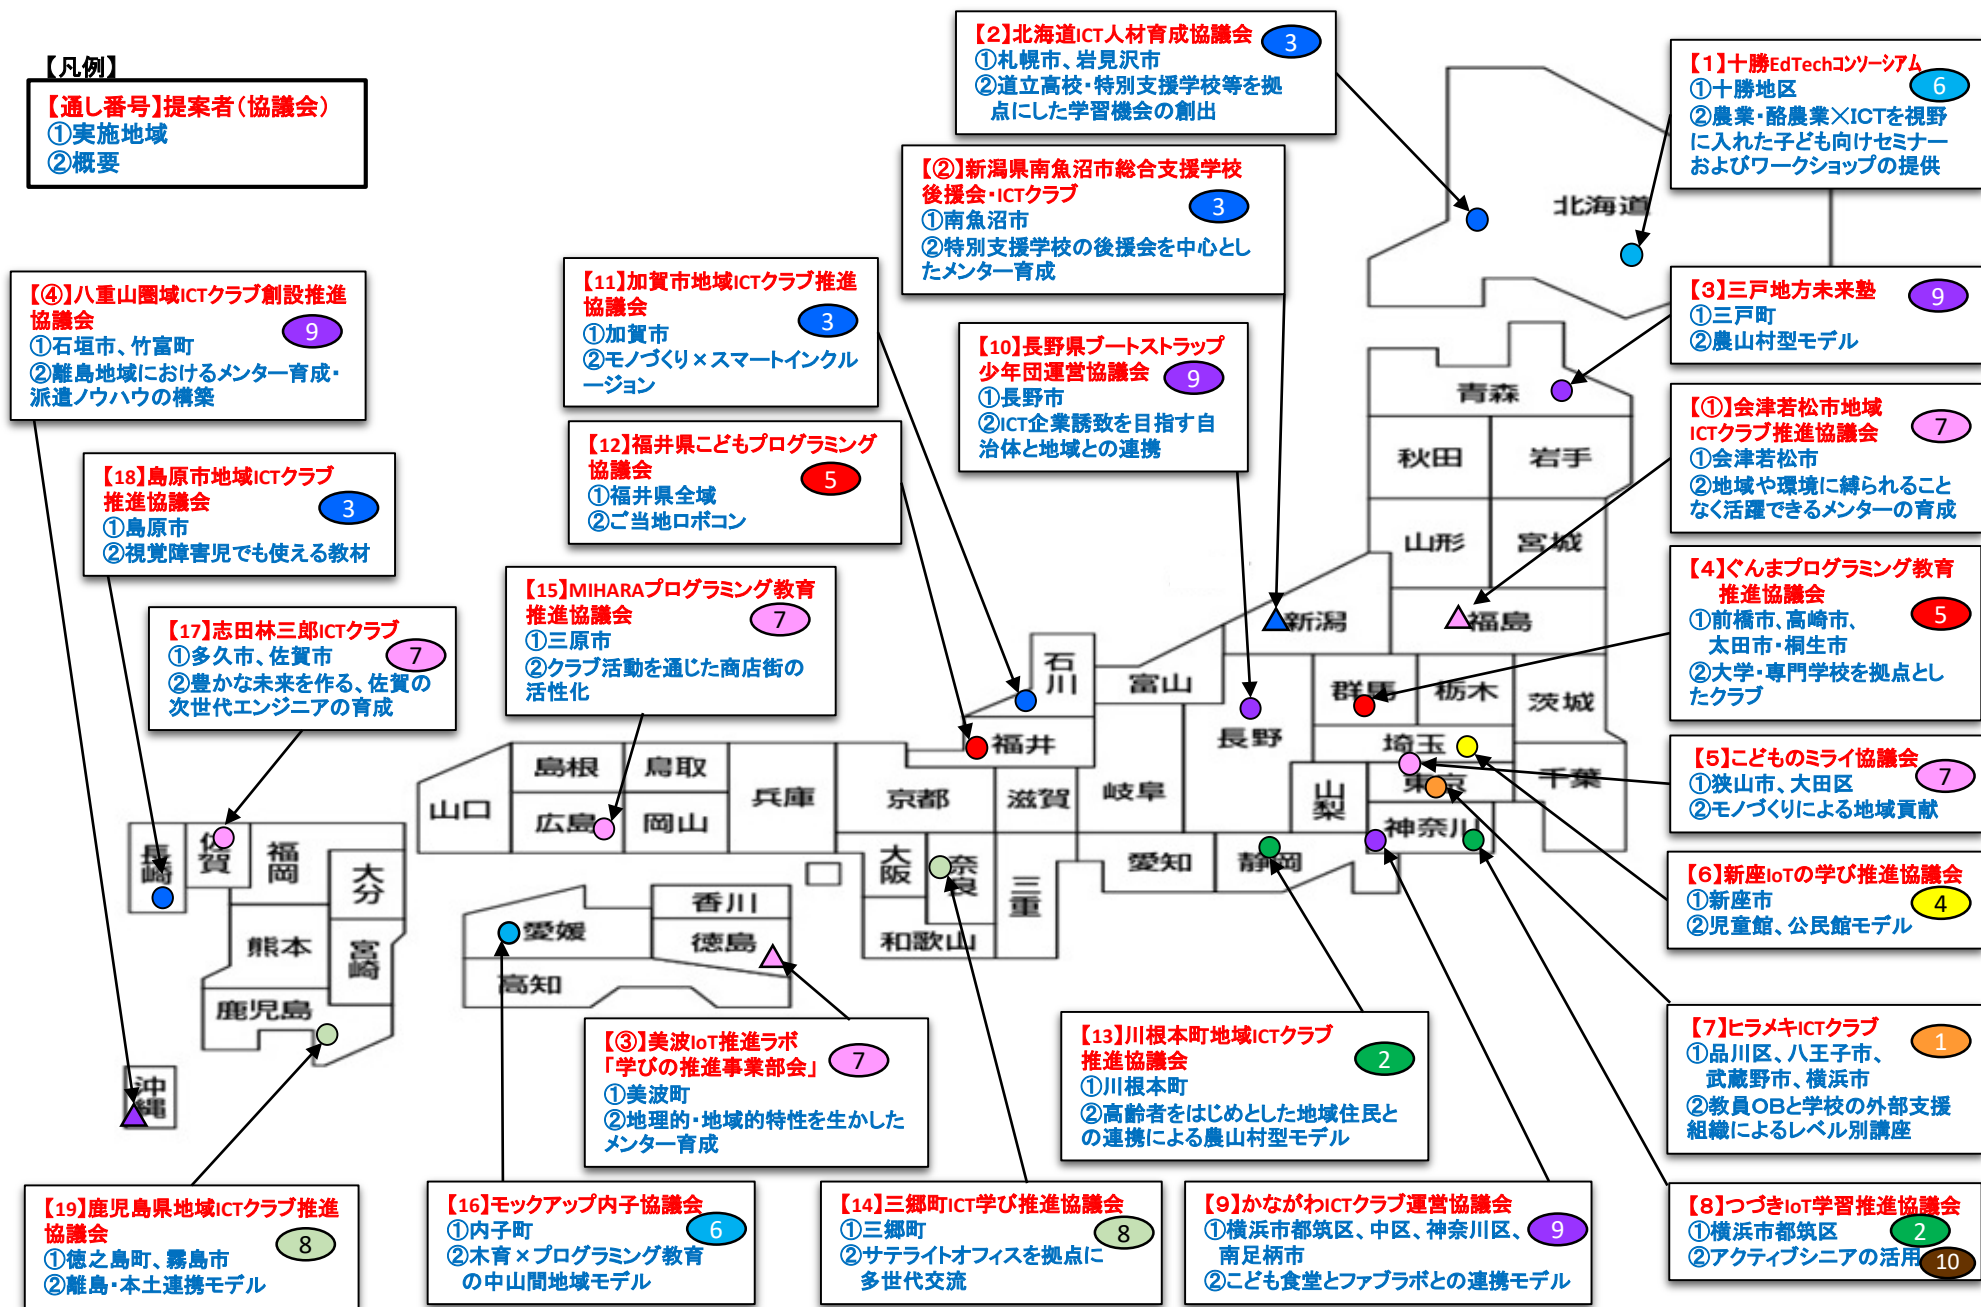 【凡例】
【通し番号】提案者(協議会)
①実施地域
②概要
【2】北海道ICT人材育成協議会
3
①札幌市、岩見沢市
②道立高校・特別支援学校等を拠
点にした学習機会の創出
【1】十勝EdTechコンソーシアム
6
①十勝地区
②農業・酪農業×ICTを視野
に入れた子ども向けセミナー
およびワークショップの提供
【②】新潟県南魚沼市総合支援学校
後援会・ICTクラブ
3
①南魚沼市
②特別支援学校の後援会を中心とし
たメンター育成
【④】八重山圏域ICTクラブ創設推進
協議会
9
①石垣市、竹富町
②離島地域におけるメンター育成・
派遣ノウハウの構築
【11】加賀市地域ICTクラブ推進
協議会
3
①加賀市
②モノづくり×スマートインクル
ージョン
【10】長野県ブートストラップ
少年団運営協議会
9
①長野市
②ICT企業誘致を目指す自
治体と地域との連携
【3】三戸地方未来塾
9
①三戸町
②農山村型モデル
【①】会津若松市地域
ICTクラブ推進協議会
7
①会津若松市
②地域や環境に縛られること
なく活躍できるメンターの育成
【12】福井県こどもプログラミング
協議会
5
①福井県全域
②ご当地ロボコン
【18】島原市地域ICTクラブ
推進協議会
3
①島原市
②視覚障害児でも使える教材
【4】ぐんまプログラミング教育
推進協議会
5
①前橋市、高崎市、
太田市・桐生市
②大学・専門学校を拠点とし
たクラブ
【15】MIHARAプログラミング教育
推進協議会
7
①三原市
②クラブ活動を通じた商店街の
活性化
【17】志田林三郎ICTクラブ
7
①多久市、佐賀市
②豊かな未来を作る、佐賀の
次世代エンジニアの育成
【5】こどものミライ協議会
7
①狭山市、大田区
②モノづくりによる地域貢献
【6】新座IoTの学び推進協議会
4
①新座市
②児童館、公民館モデル
【7】ヒラメキICTクラブ
1
①品川区、八王子市、
武蔵野市、横浜市
②教員OBと学校の外部支援
組織によるレベル別講座
【③】美波IoT推進ラボ
「学びの推進事業部会」
7
①美波町
②地理的・地域的特性を生かした
メンター育成
【13】川根本町地域ICTクラブ
推進協議会
2
①川根本町
②高齢者をはじめとした地域住民と
の連携による農山村型モデル
【19】鹿児島県地域ICTクラブ推進
協議会
8
①徳之島町、霧島市
②離島・本土連携モデル
【16】モックアップ内子協議会
6
①内子町
②木育×プログラミング教育
の中山間地域モデル
【14】三郷町ICT学び推進協議会
8
①三郷町
②サテライトオフィスを拠点に
多世代交流
【9】かながわICTクラブ運営協議会
9
①横浜市都筑区、中区、神奈川区、
南足柄市
②こども食堂とファブラボとの連携モデル
【8】つづきIoT学習推進協議会
2
①横浜市都筑区
②アクティブシニアの活用
10
北海道
青森
秋田
岩手
山形
宮城
新潟
福島
石川
富山
群馬
栃木
茨城
福井
長野
埼玉
島根
鳥取
兵庫
京都
滋賀
岐阜
山梨
東京
千葉
山口
広島
岡山
神奈川
長崎
佐賀
福岡
大分
大阪
奈良
三重
愛知
静岡
香川
愛媛
徳島
和歌山
熊本
宮崎
高知
鹿児島
沖縄